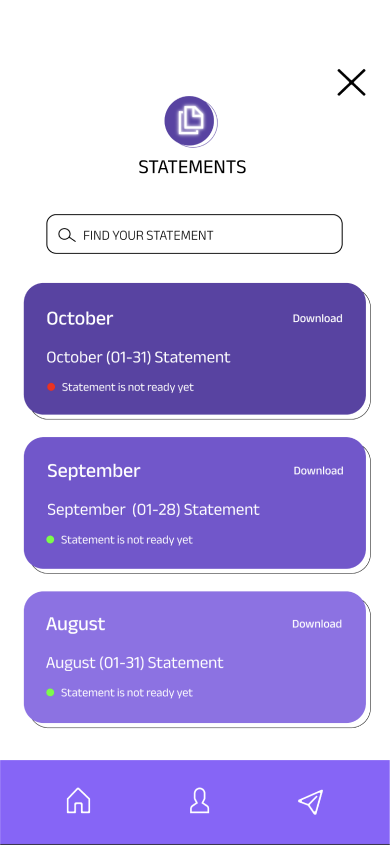 STATEMENTS
FIND YOUR STATEMENT
October
Download
October (01-31) Statement
Statement is not ready yet
September
Download
September (01-28) Statement
Statement is not ready yet
August
Download
August (01-31) Statement
Statement is not ready yet